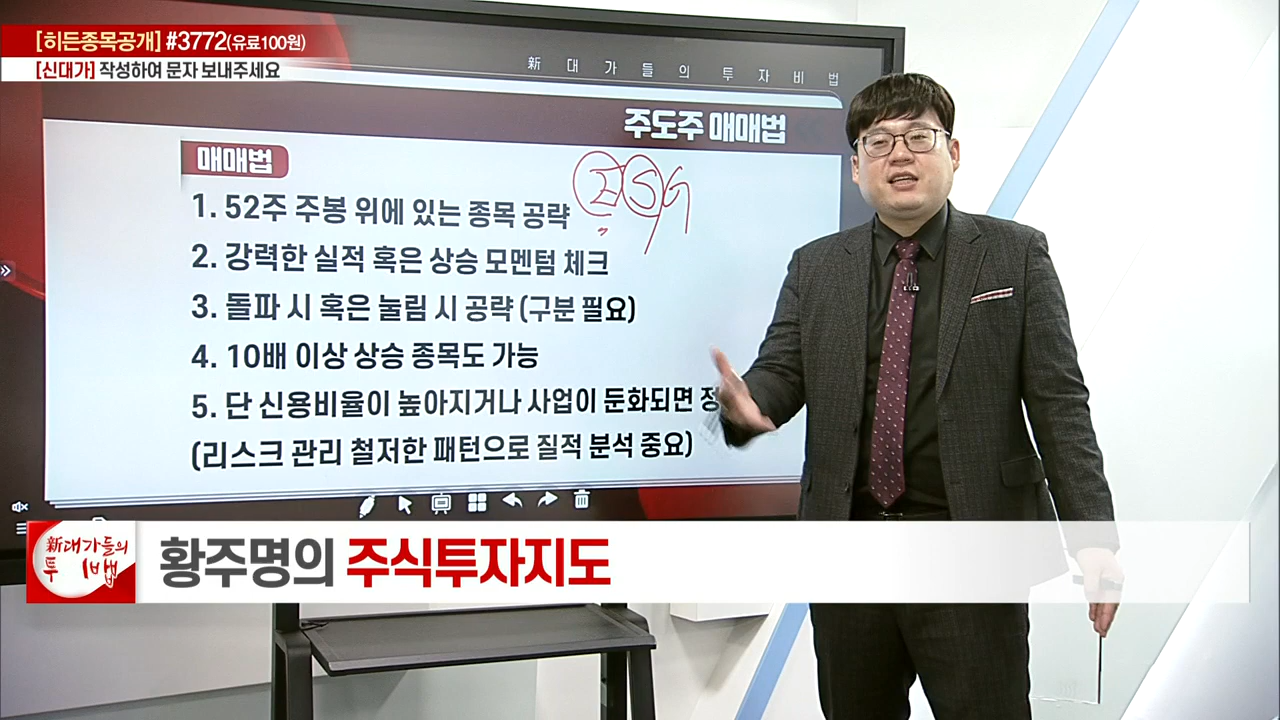 [히든종목공개] #3772(유료100원)
[신대가] 작성하여 문자 보내주세요
新 대 가 들 의 투 자 비 법
주도주 매매법
매매법
ESG
1. 52주 주봉 위에 있는 종목 공략
2. 강력한 실적 혹은 상승 모멘텀 체크
3. 돌파 시 혹은 눌림 시 공략 (구분 필요)
4. 10배 이상 상승 종목도 가능
5. 단 신용비율이 높아지거나 사업이 둔화되면 정
(리스크 관리 철저한 패턴으로 질적 분석 중요)
新대가들의
투 비법
황주명의 주식투자지도